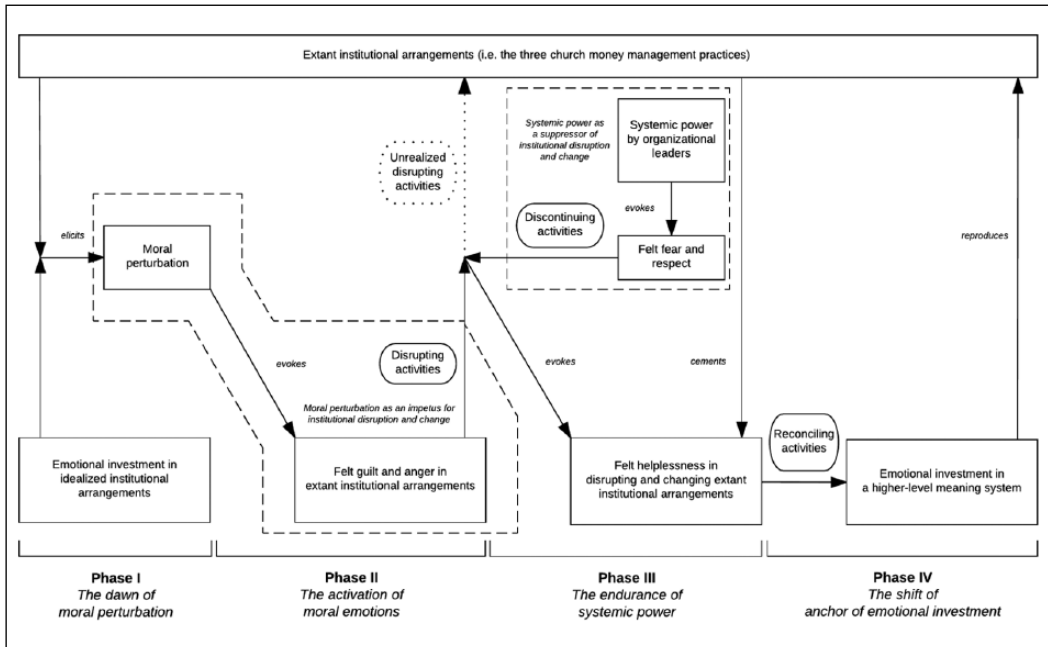 Extant institutional arrangements (i.e. the three church money management practices)
Systemic power as
a suppressor of
institutional disruption
and change
Systemic power
by organizational
leaders
Unrealized
disrupting
activities
evokes
Discontinuing
activities
elicits
Moral
perturbation
Felt fear and
respect
reproduces
evokes
Disrupting
activities
evokes
cements
Moral perturbation as an impetus for
institutional disruption and change
Reconciling
activities
Emotional investment in
idealized institutional
arrangements
Felt guilt and anger in
extant institutional arrangements
Felt helplessness in
disrupting and changing extant
institutional arrangements
Emotional investment in
a higher-level meaning system
Phase I
The dawn of
moral perturbation
Phase II
The activation of
moral emotions
Phase III
The endurance of
systemic power
Phase IV
The shift of
anchor of emotional investment